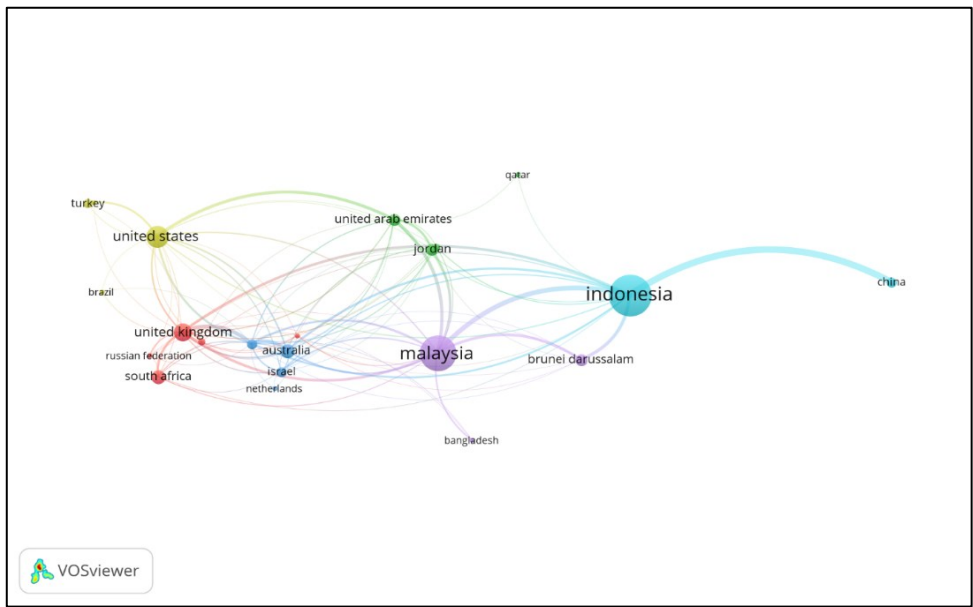 qatar
turkey
united arab emirates
united states
jordan
china
brazil
indonesia
united kingdom
australia
malaysia
russian federation
brunei darussalam
south africa
israel
netherlands
bangladesh
VOSviewer